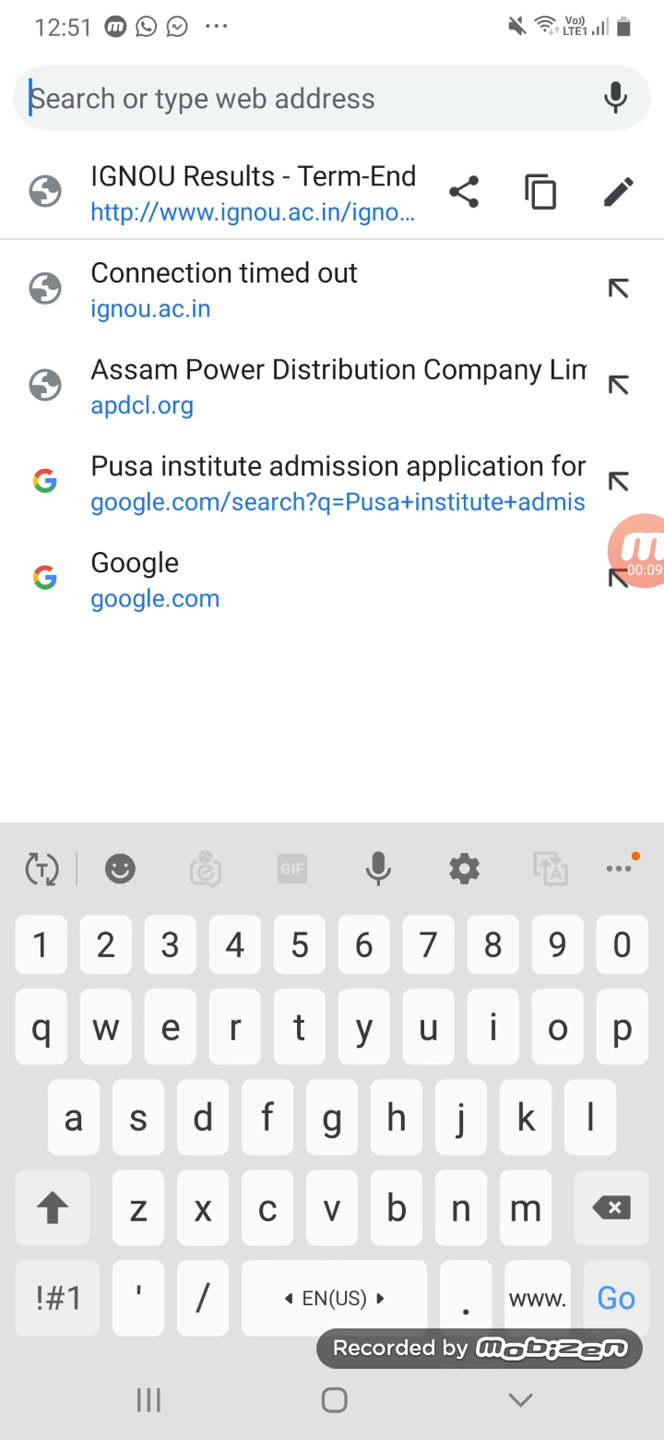 12:51
Vo))
LTE1
Search or type web address
IGNOU Results - Term-End
http://www.ignou.ac.in/igno...
Connection timed out
ignou.ac.in
Assam Power Distribution Company Lim
apdcl.org
Pusa institute admission application for
google.com/search?q=Pusa+institute+admis
Google
google.com
00:09
GIF
1 2 3 4 5 6 7 8 9 0
q w e r t y u i o p
a s d f g h j k l
z x c v b n m
!#1 ' / EN(US) . www. Go
Recorded by mobizen